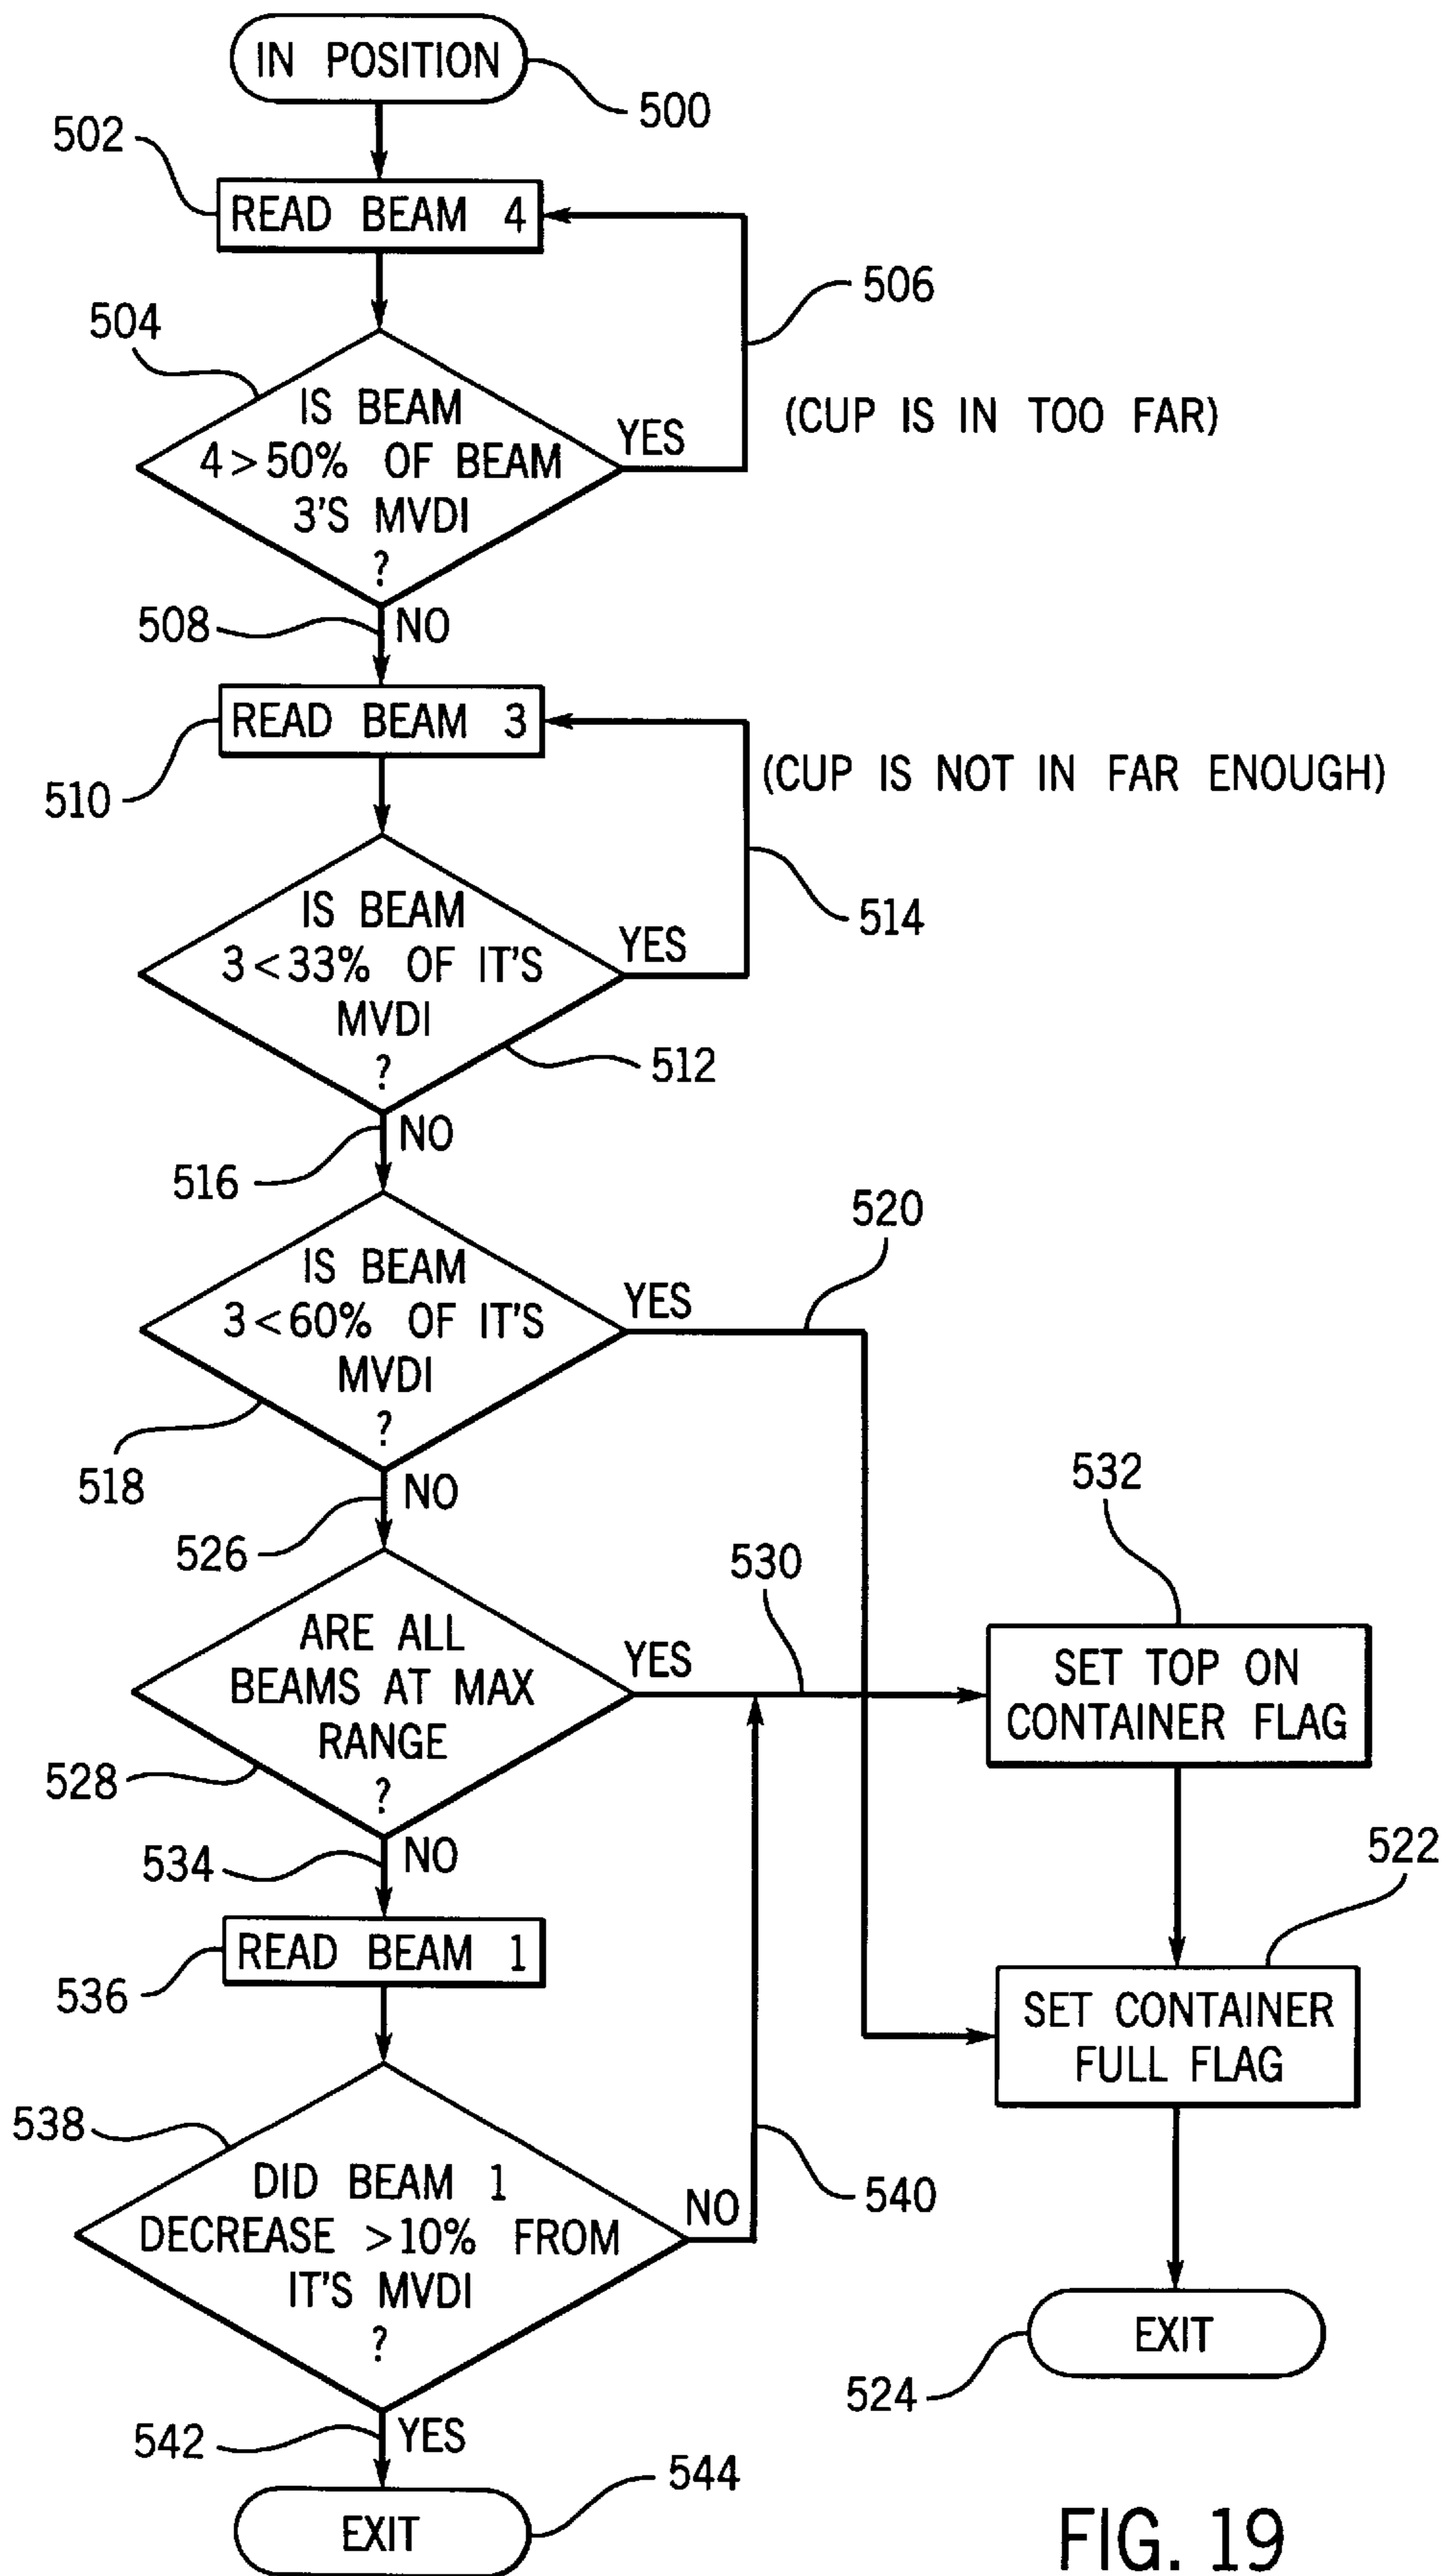 IN POSITION
500
502
READ BEAM 4
506
504
IS BEAM
4>50% OF BEAM
3'S MVDI
?
YES
(CUP IS IN TOO FAR)
508
NO
READ BEAM 3
510
(CUP IS NOT IN FAR ENOUGH)
514
IS BEAM
3<33% OF IT'S
MVDI
?
YES
512
516
NO
520
IS BEAM
3<60% OF IT'S
MVDI
?
YES
518
526
NO
530
532
ARE ALL
BEAMS AT MAX
RANGE
?
YES
SET TOP ON
CONTAINER FLAG
528
534
NO
522
READ BEAM 1
536
SET CONTAINER
FULL FLAG
538
DID BEAM 1
DECREASE >10% FROM
IT'S MVDI
?
NO
540
EXIT
524
542
YES
EXIT
544
FIG. 19